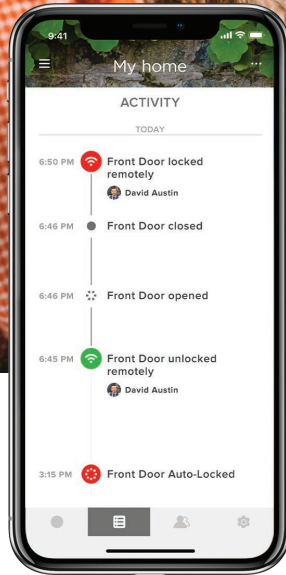 9:41
My home
ACTIVITY
TODAY
6:50 PM Front Door locked
remotely
David Austin
6:46 PM Front Door closed
6:46 PM Front Door opened
6:45 PM Front Door unlocked
remotely
David Austin
3:15 PM Front Door Auto-Locked